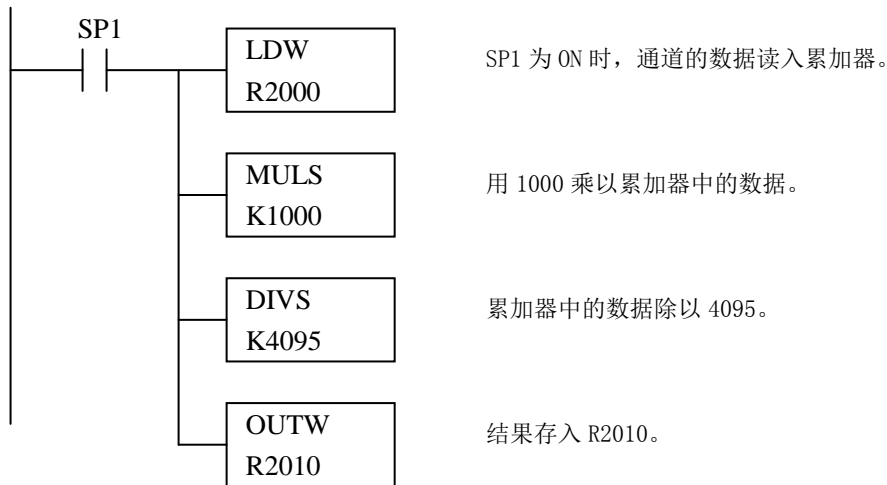 SP1
LDW
R2000
SP1 为 ON 时，通道的数据读入累加器。
MULS
K1000
用 1000 乘以累加器中的数据。
DIVS
K4095
累加器中的数据除以 4095。
OUTW
R2010
结果存入 R2010。